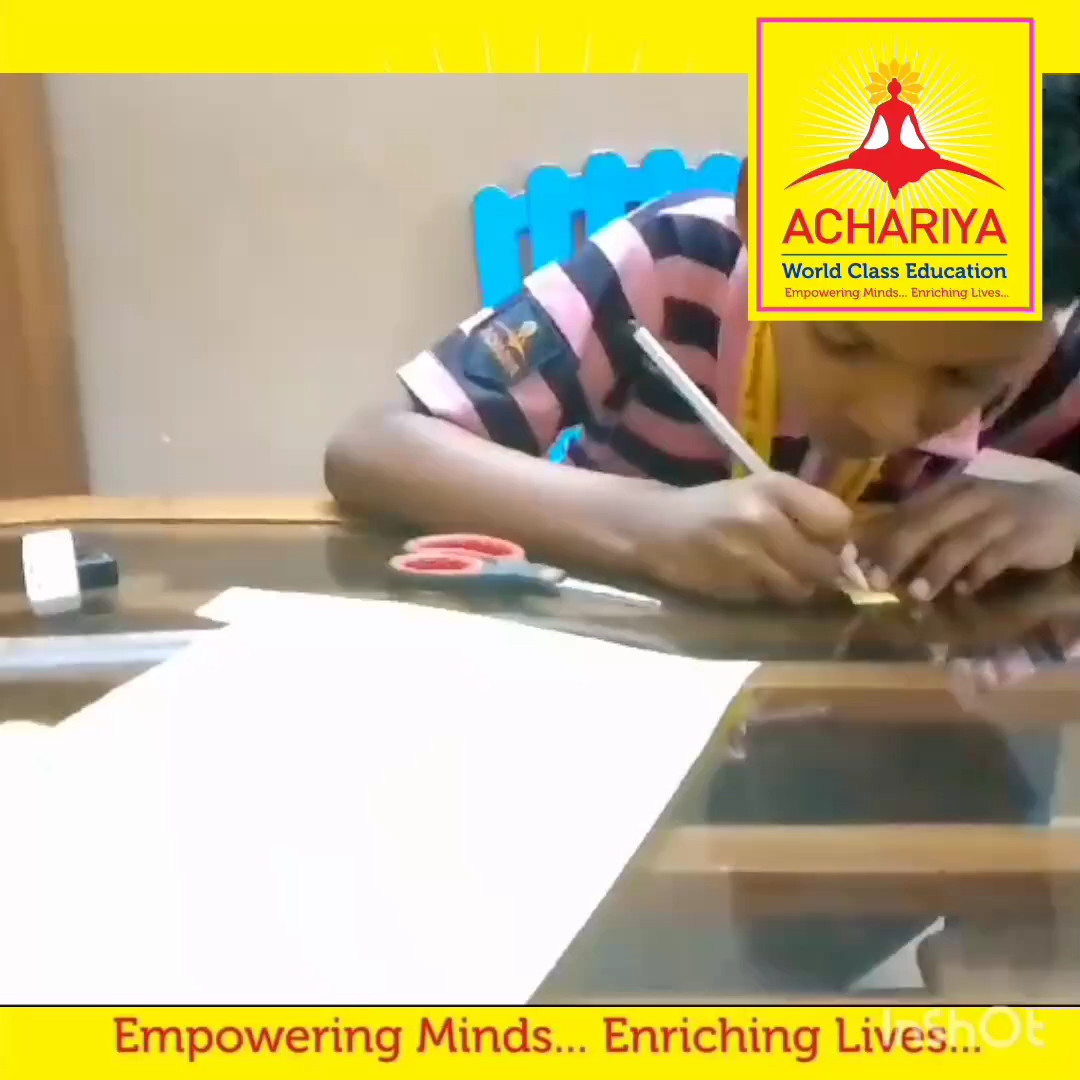 ACHARIYA
World Class Education
Empowering Minds... Enriching Lives...
Empowering Minds... Enriching Lives...
InShOt